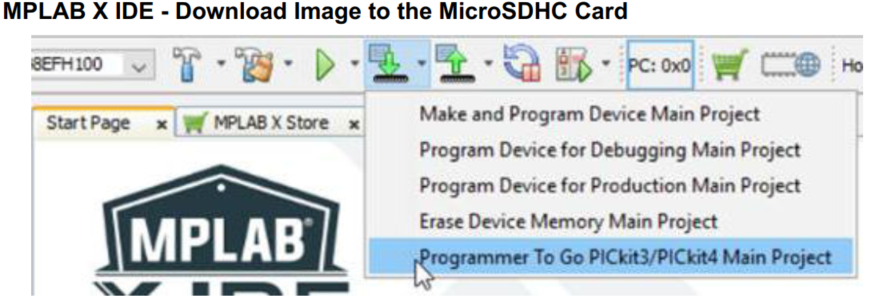 MPLAB X IDE - Download Image to the MicroSDHC Card
8EFH100
PC: 0x0
Ho
Start Page
MPLAB X Store
Make and Program Device Main Project
Program Device for Debugging Main Project
Program Device for Production Main Project
Erase Device Memory Main Project
Programmer To Go PICkit3/PICkit4 Main Project
MPLAB
X IDE